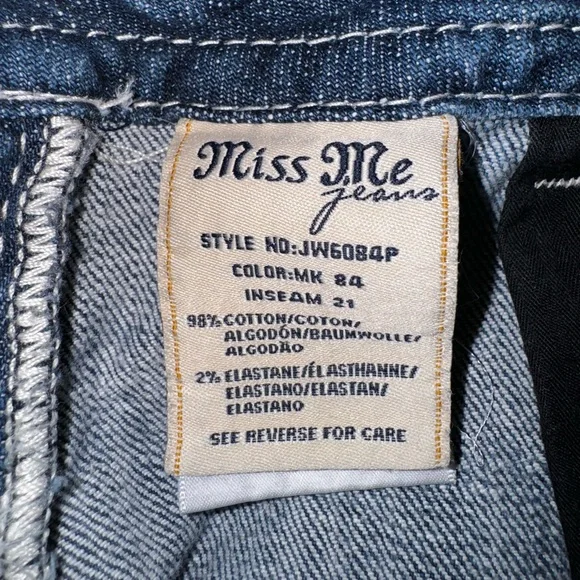 Miss Me
jeans
STYLE NO:JW6084P
COLOR:MK 84
INSEAM 21
98% COTTON/COTON/
ALGODÓN/BAUMWOLLE/
ALGODÃO
2% ELASTANE/ÉLASTHANNE/
ELASTANO/ELASTAN/
ELASTANO
SEE REVERSE FOR CARE